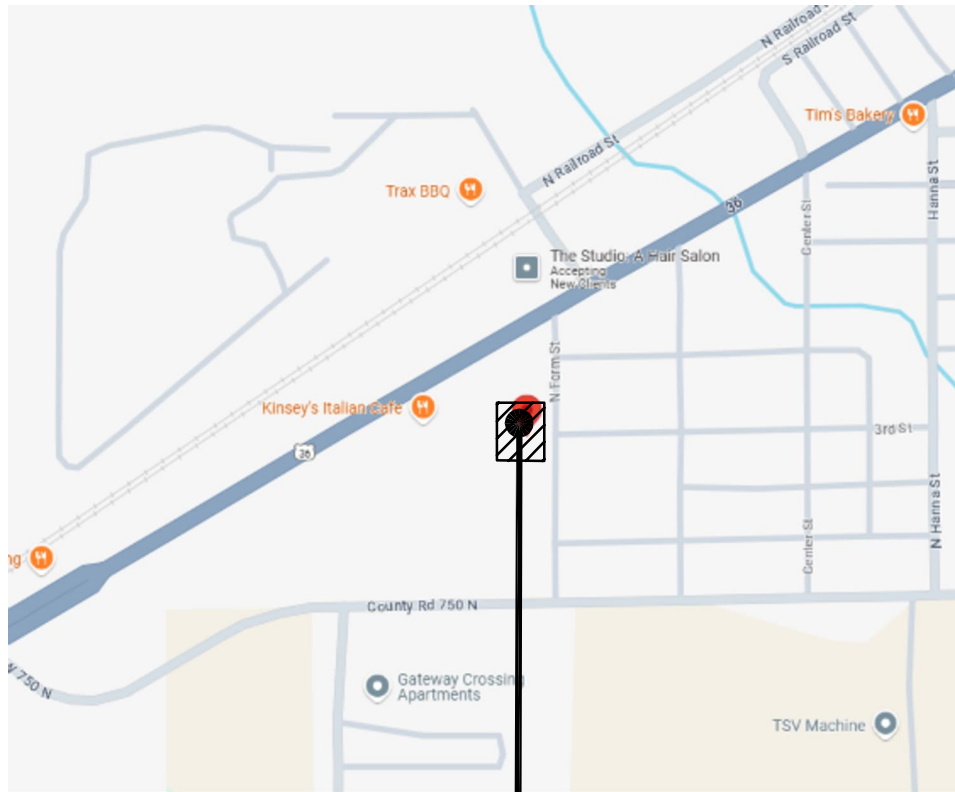 N Railroad
S Railroad St
Tim's Bakery
N Railroad St
Hanna St
Trax BBQ
36
Center St
The Studio: A Hair Salon
Accepting
New Clients
N Form St
Kinsey's Italian Cafe
3rd St
36
N Hanna St
Center St
ng
County Rd 750 N
W 750 N
Gateway Crossing
Apartments
TSV Machine